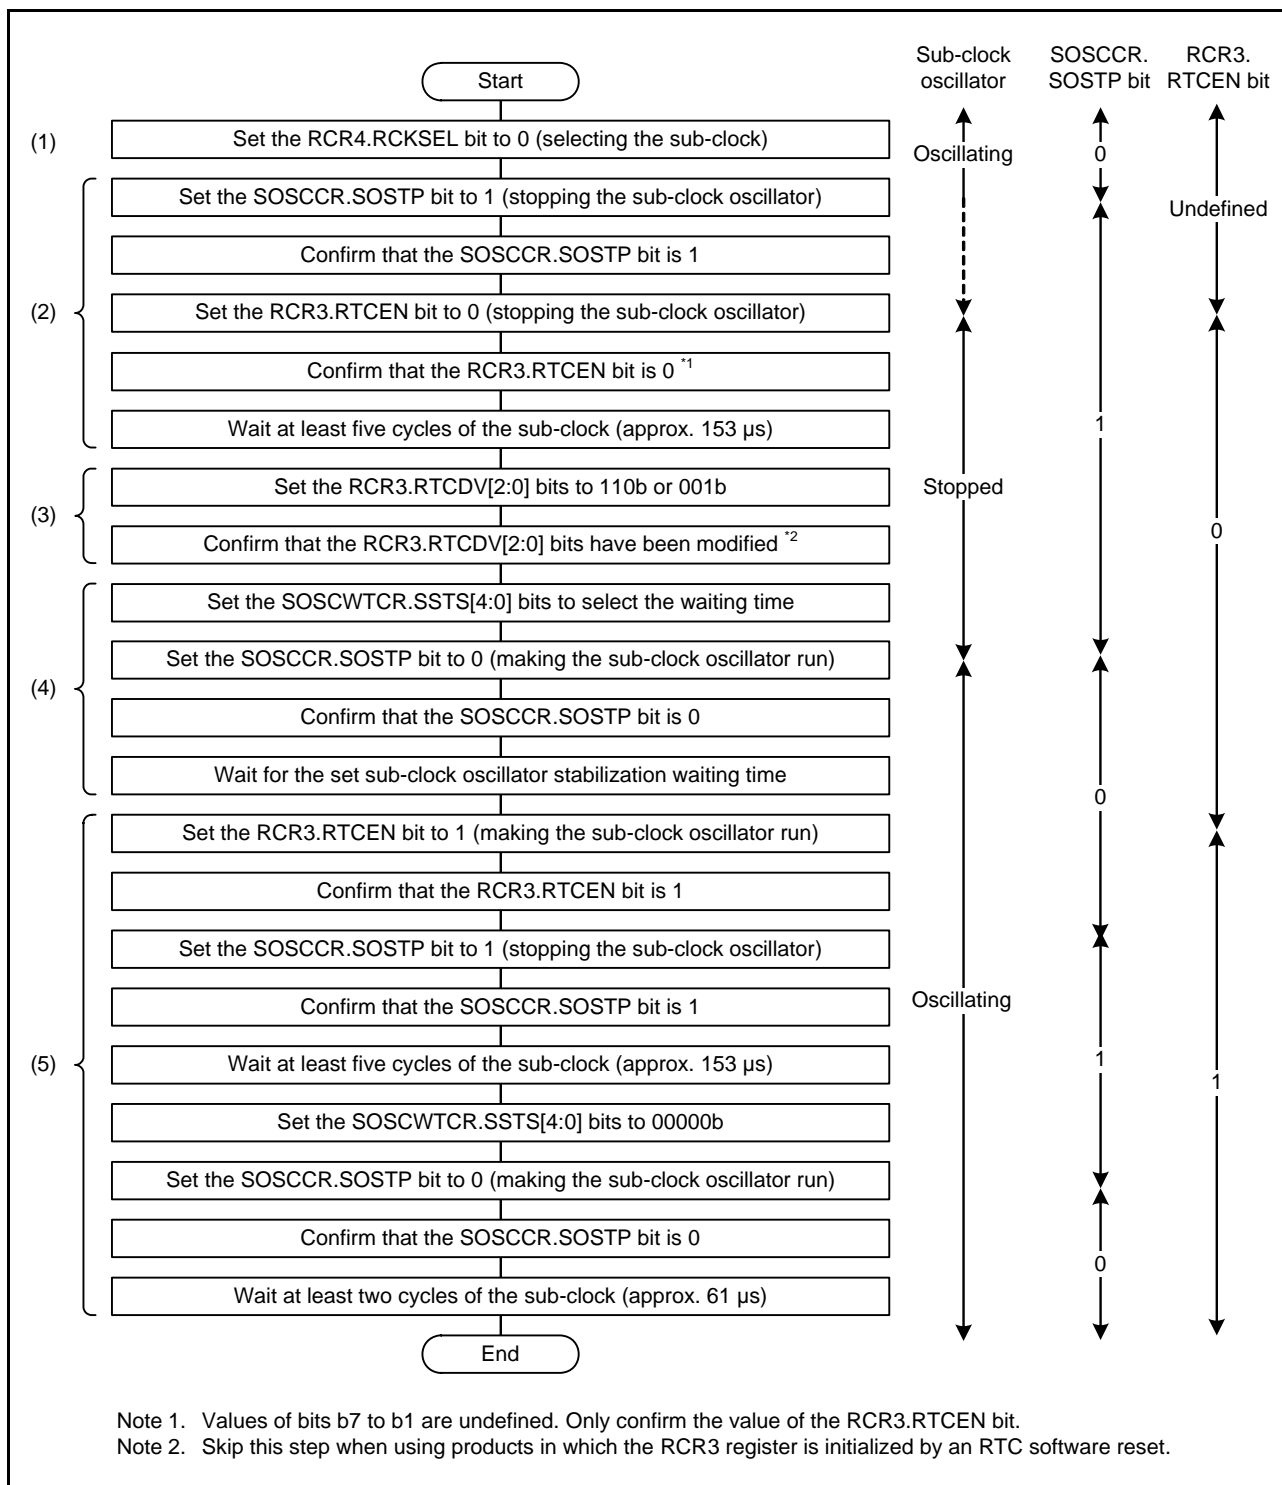 Sub-clock oscillator
SOSCCR. SOSTP bit
RCR3. RTCEN bit
Start
(1)
Set the RCR4.RCKSEL bit to 0 (selecting the sub-clock)
Oscillating
0
Set the SOSCCR.SOSTP bit to 1 (stopping the sub-clock oscillator)
Undefined
Confirm that the SOSCCR.SOSTP bit is 1
(2)
Set the RCR3.RTCEN bit to 0 (stopping the sub-clock oscillator)
Confirm that the RCR3.RTCEN bit is 0 *1
Wait at least five cycles of the sub-clock (approx. 153 µs)
1
(3)
Set the RCR3.RTCDV[2:0] bits to 110b or 001b
Stopped
Confirm that the RCR3.RTCDV[2:0] bits have been modified *2
0
Set the SOSCWTCR.SSTS[4:0] bits to select the waiting time
Set the SOSCCR.SOSTP bit to 0 (making the sub-clock oscillator run)
(4)
Confirm that the SOSCCR.SOSTP bit is 0
Wait for the set sub-clock oscillator stabilization waiting time
0
Set the RCR3.RTCEN bit to 1 (making the sub-clock oscillator run)
Confirm that the RCR3.RTCEN bit is 1
Set the SOSCCR.SOSTP bit to 1 (stopping the sub-clock oscillator)
Confirm that the SOSCCR.SOSTP bit is 1
Oscillating
(5)
Wait at least five cycles of the sub-clock (approx. 153 µs)
1
1
Set the SOSCWTCR.SSTS[4:0] bits to 00000b
Set the SOSCCR.SOSTP bit to 0 (making the sub-clock oscillator run)
Confirm that the SOSCCR.SOSTP bit is 0
0
Wait at least two cycles of the sub-clock (approx. 61 µs)
End
Note 1. Values of bits b7 to b1 are undefined. Only confirm the value of the RCR3.RTCEN bit.
Note 2. Skip this step when using products in which the RCR3 register is initialized by an RTC software reset.